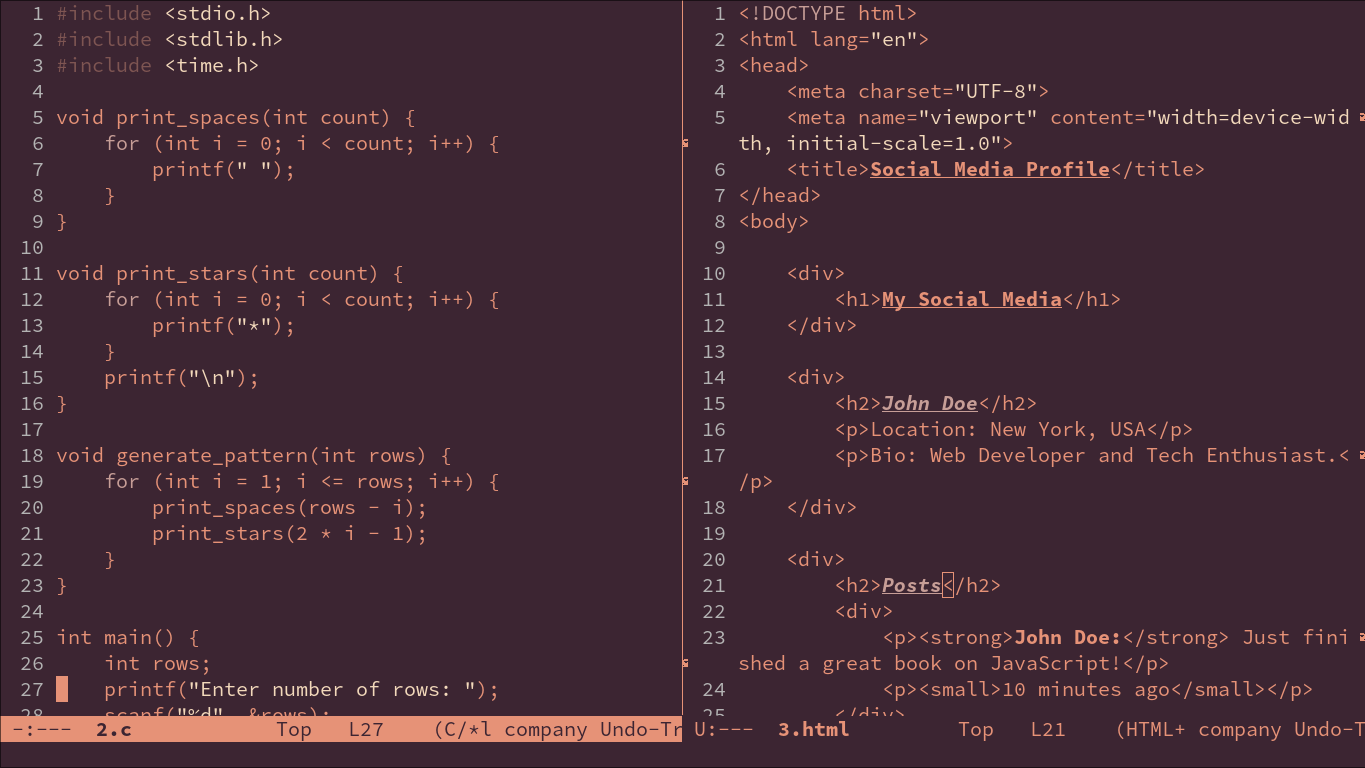 1 #include <stdio.h>
2 #include <stdlib.h>
3 #include <time.h>
4
5 void print_spaces(int count) {
6     for (int i = 0; i < count; i++) {
7         printf(" ");
8     }
9 }
10
11 void print_stars(int count) {
12     for (int i = 0; i < count; i++) {
13         printf("*");
14     }
15     printf("\n");
16 }
17
18 void generate_pattern(int rows) {
19     for (int i = 1; i <= rows; i++) {
20         print_spaces(rows - i);
21         print_stars(2 * i - 1);
22     }
23 }
24
25 int main() {
26     int rows;
27     printf("Enter number of rows: ");
28     scanf("%d", &rows);
-:---  2.c            Top   L27    (C/*l company Undo-Tr
1 <!DOCTYPE html>
2 <html lang="en">
3 <head>
4     <meta charset="UTF-8">
5     <meta name="viewport" content="width=device-wid
th, initial-scale=1.0">
6     <title>Social Media Profile</title>
7 </head>
8 <body>
9
10     <div>
11         <h1>My Social Media</h1>
12     </div>
13
14     <div>
15         <h2>John Doe</h2>
16         <p>Location: New York, USA</p>
17         <p>Bio: Web Developer and Tech Enthusiast.<
/p>
18     </div>
19
20     <div>
21         <h2>Posts</h2>
22         <div>
23             <p><strong>John Doe:</strong> Just fini
shed a great book on JavaScript!</p>
24             <p><small>10 minutes ago</small></p>
25         </div>
U:---  3.html         Top   L21    (HTML+ company Undo-T